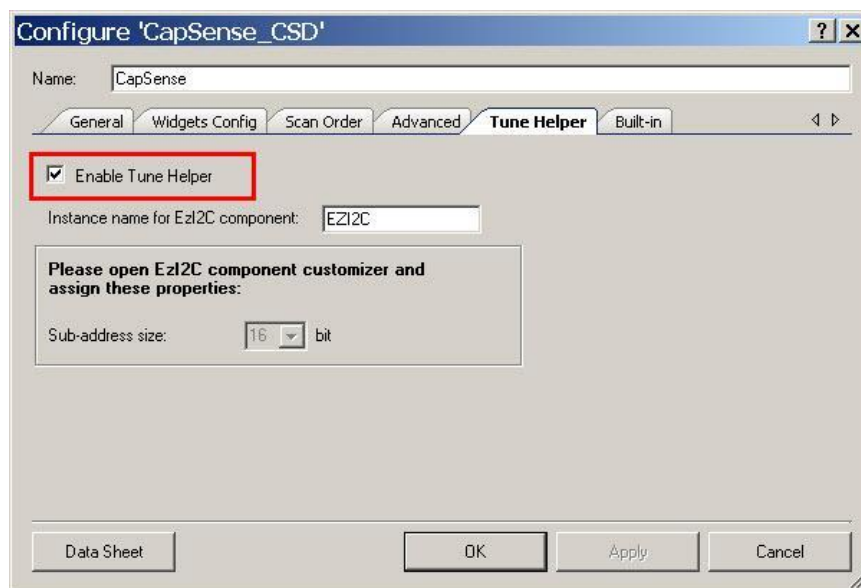 Configure 'CapSense_CSD'
? X
Name: CapSense
General Widgets Config Scan Order Advanced Tune Helper Built-in
Enable Tune Helper
Instance name for EzI2C component: EZI2C
Please open EzI2C component customizer and
assign these properties:
Sub-address size: 16 bit
Data Sheet OK Apply Cancel